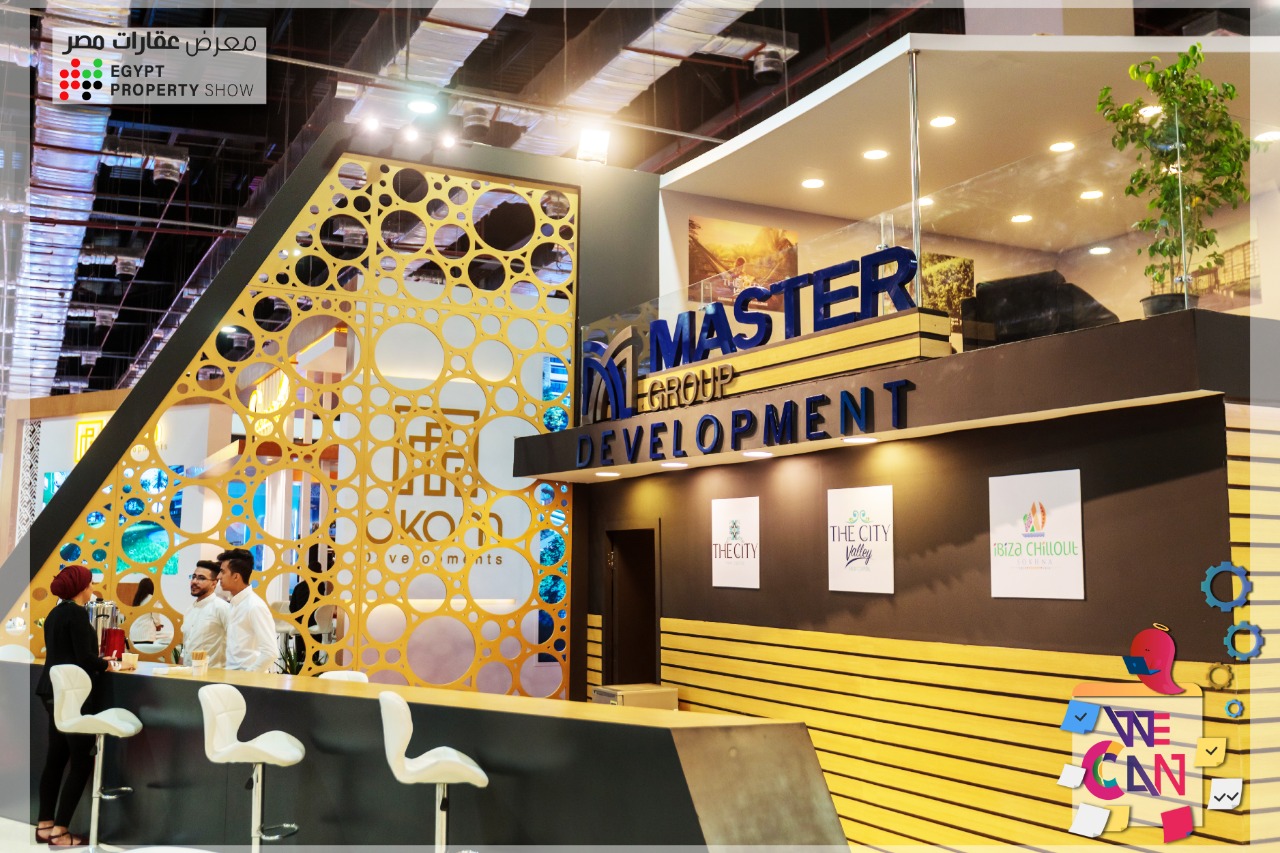 معرض عقارات مصر
EGYPT
PROPERTY SHOW
MASTER
GROUP
DEVELOPMENT
THE CITY
THE CITY
Valley
ibiza chillout
WE
CAN